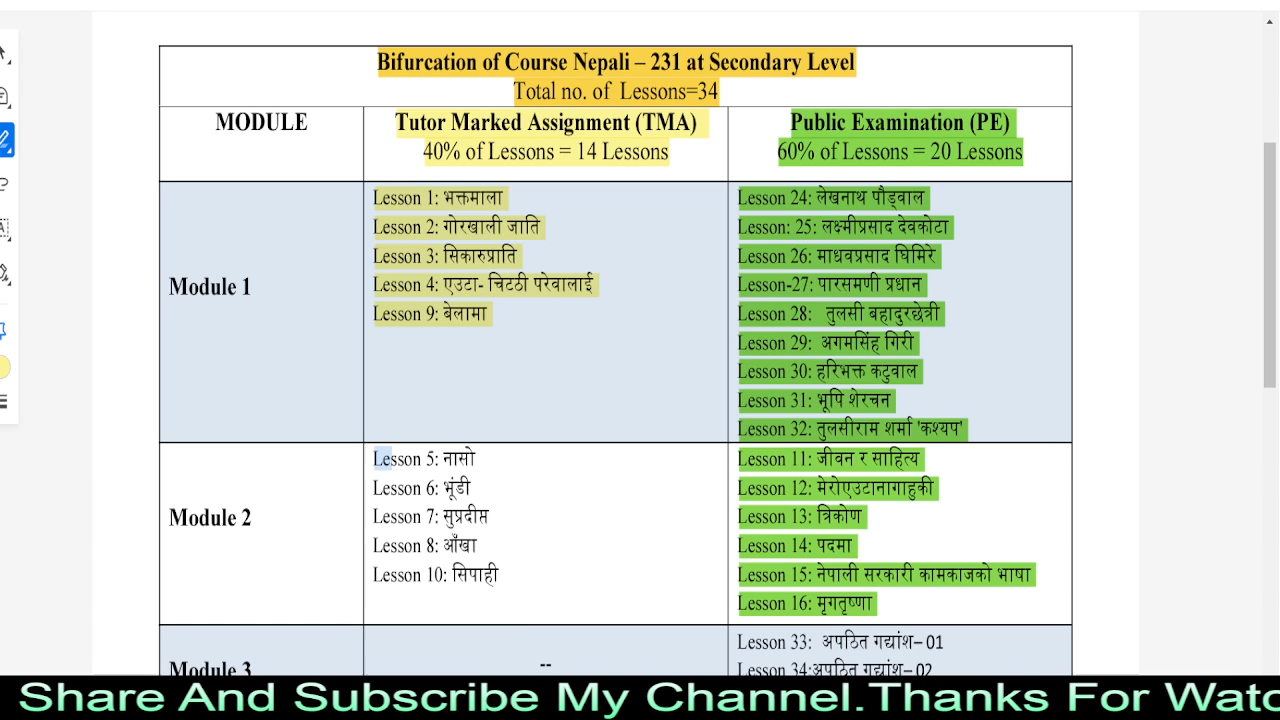 Bifurcation of Course Nepali – 231 at Secondary Level
Total no. of Lessons=34
MODULE
Tutor Marked Assignment (TMA)
40% of Lessons = 14 Lessons
Public Examination (PE)
60% of Lessons = 20 Lessons
Module 1
Lesson 1: भक्तमाला
Lesson 2: गोरखाली जाति
Lesson 3: सिकारुप्राति
Lesson 4: एउटा- चिटठी परेवालाई
Lesson 9: बेलामा
Lesson 24: लेखनाथ पौड्वाल
Lesson: 25: लक्ष्मीप्रसाद देवकोटा
Lesson 26: माधवप्रसाद घिमिरे
Lesson-27: पारसमणी प्रधान
Lesson 28: तुलसी बहादुरछेत्री
Lesson 29: अगमसिंह गिरी
Lesson 30: हरिभक्त कटुवाल
Lesson 31: भूपि शेरचन
Lesson 32: तुलसीराम शर्मा 'कश्यप'
Module 2
Lesson 5: नासो
Lesson 6: भूंडी
Lesson 7: सुप्रदीप्त
Lesson 8: आँखा
Lesson 10: सिपाही
Lesson 11: जीवन र साहित्य
Lesson 12: मेरोएउटानागाहुकी
Lesson 13: त्रिकोण
Lesson 14: पदमा
Lesson 15: नेपाली सरकारी कामकाजको भाषा
Lesson 16: मृगतृष्णा
Module 3
--
Lesson 33: अपठित गद्यांश– 01
Lesson 34:अपठित गद्यांश– 02
Share And Subscribe My Channel.Thanks For Watc